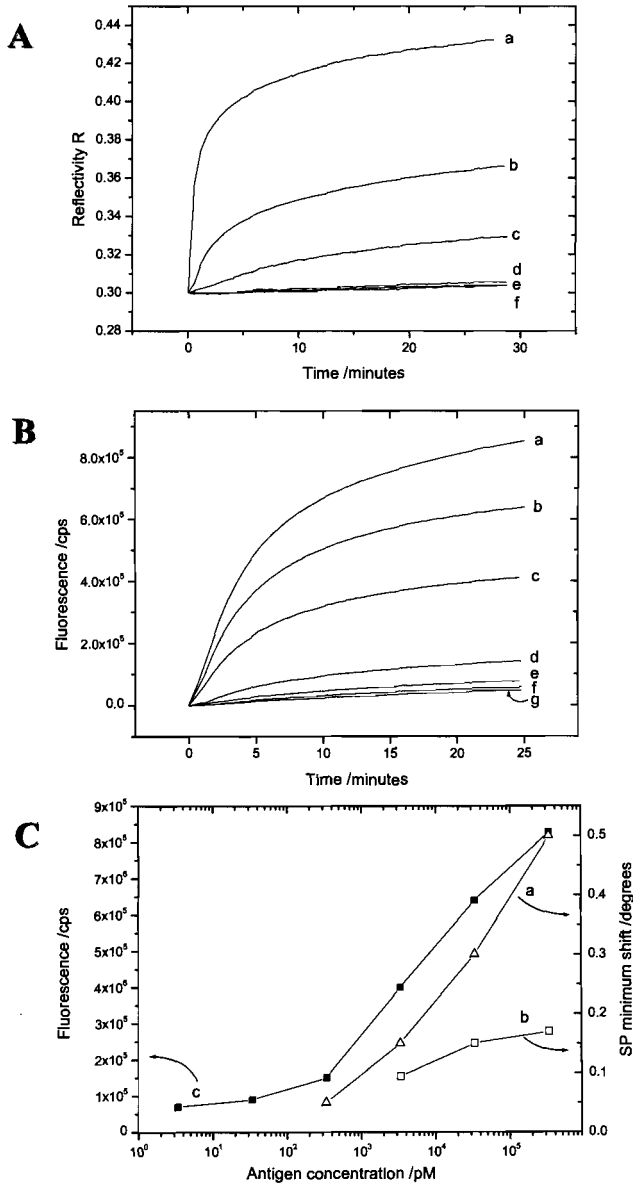 A
0.44
0.42
0.40
0.38
0.36
0.34
0.32
0.30
0.28
Reflectivity R
a
b
c
d
e
f
0 10 20 30
Time /minutes
B
8.0x10⁵
6.0x10⁵
4.0x10⁵
2.0x10⁵
0.0
Fluorescence /cps
a
b
c
d
e
f
g
0 5 10 15 20 25
Time /minutes
C
9x10⁵
8x10⁵
7x10⁵
6x10⁵
5x10⁵
4x10⁵
3x10⁵
2x10⁵
1x10⁵
0
Fluorescence /cps
a
b
c
0.5
0.4
0.3
0.2
0.1
0.0
SP minimum shift /degrees
10⁰ 10¹ 10² 10³ 10⁴ 10⁵
Antigen concentration /pM